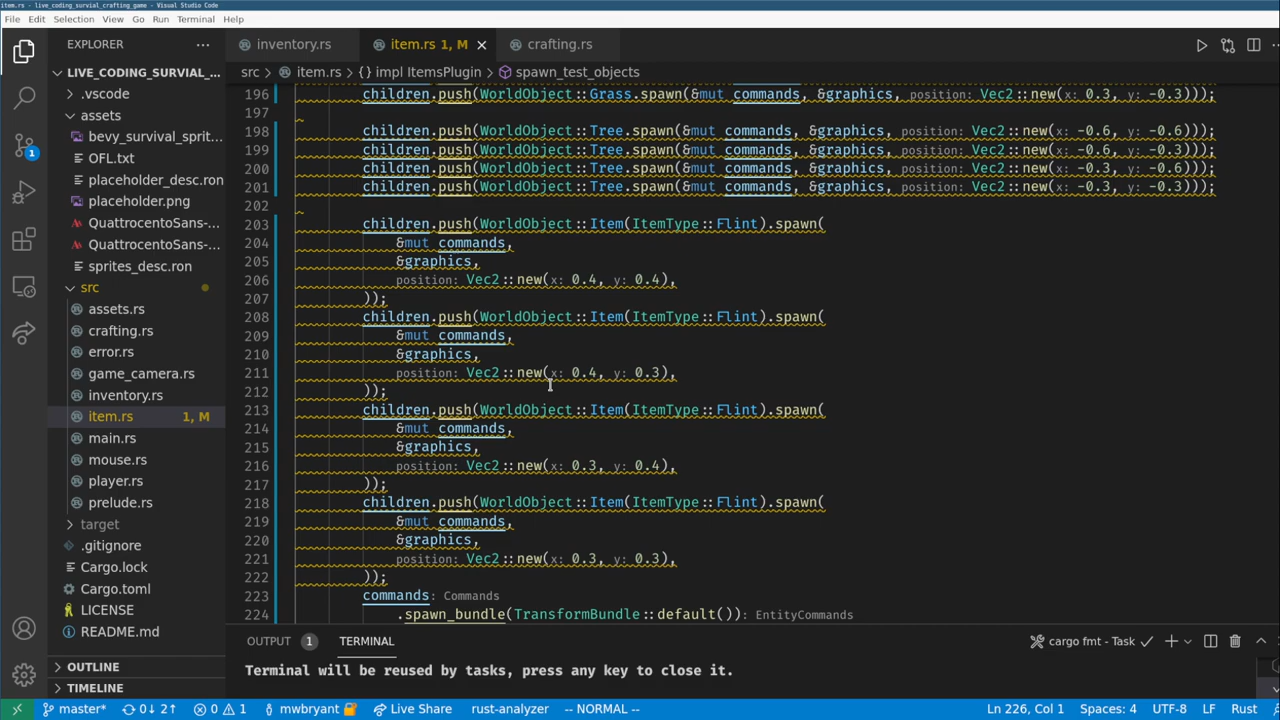 item.rs - live_coding_survial_crafting_game - Visual Studio Code
File Edit Selection View Go Run Terminal Help
EXPLORER ···
inventory.rs item.rs 1, M × crafting.rs
LIVE_CODING_SURVIAL_...
src > item.rs > {} impl ItemsPlugin > spawn_test_objects
> .vscode
assets
bevy_survival_sprit...
OFL.txt
placeholder_desc.ron
placeholder.png
QuattrocentoSans-...
QuattrocentoSans-...
sprites_desc.ron
src
assets.rs
crafting.rs
error.rs
game_camera.rs
inventory.rs
item.rs 1, M
main.rs
mouse.rs
player.rs
prelude.rs
> target
.gitignore
Cargo.lock
Cargo.toml
LICENSE
README.md
> OUTLINE
> TIMELINE
196 children.push(WorldObject::Grass.spawn(&mut commands, &graphics, position: Vec2::new(x: 0.3, y: -0.3)));
197
198 children.push(WorldObject::Tree.spawn(&mut commands, &graphics, position: Vec2::new(x: -0.6, y: -0.6)));
199 children.push(WorldObject::Tree.spawn(&mut commands, &graphics, position: Vec2::new(x: -0.6, y: -0.3)));
200 children.push(WorldObject::Tree.spawn(&mut commands, &graphics, position: Vec2::new(x: -0.3, y: -0.6)));
201 children.push(WorldObject::Tree.spawn(&mut commands, &graphics, position: Vec2::new(x: -0.3, y: -0.3)));
202
203 children.push(WorldObject::Item(ItemType::Flint).spawn(
204 &mut commands,
205 &graphics,
206 position: Vec2::new(x: 0.4, y: 0.4),
207 ));
208 children.push(WorldObject::Item(ItemType::Flint).spawn(
209 &mut commands,
210 &graphics,
211 position: Vec2::new(x: 0.4, y: 0.3),
212 ));
213 children.push(WorldObject::Item(ItemType::Flint).spawn(
214 &mut commands,
215 &graphics,
216 position: Vec2::new(x: 0.3, y: 0.4),
217 ));
218 children.push(WorldObject::Item(ItemType::Flint).spawn(
219 &mut commands,
220 &graphics,
221 position: Vec2::new(x: 0.3, y: 0.3),
222 ));
223 commands: Commands
224 .spawn_bundle(TransformBundle::default()): EntityCommands
OUTPUT 1 TERMINAL cargo fmt - Task
Terminal will be reused by tasks, press any key to close it.
master* 0↓ 2↑ 0 1 mwbryant Live Share rust-analyzer -- NORMAL -- Ln 226, Col 1 Spaces: 4 UTF-8 LF Rust